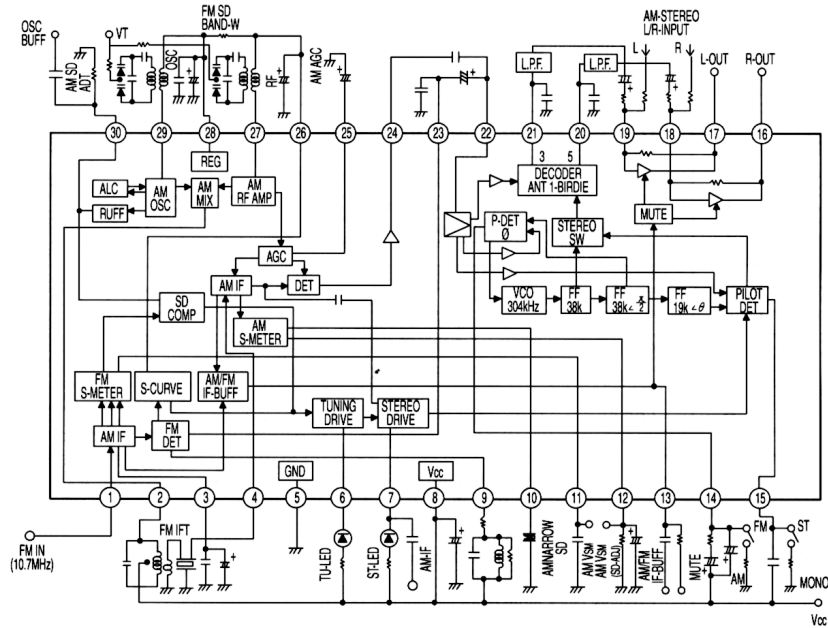 OSC
BUFF
VT
FM SD
BAND-W
AM-STEREO
L/R-INPUT
L
R
L-OUT
R-OUT
AM SD
ADT
OSC
RF
AM AGC
L.P.F.
L.P.F.
30
29
28
27
26
25
24
23
22
21
20
19
18
17
16
REG
3
5
ALC
AM
OSC
AM
MIX
AM
RF AMP
RUFF
DECODER
ANT 1-BIRDIE
P-DET
Ø
STEREO
SW
MUTE
AGC
AM IF
DET
SD
COMP
AM
S-METER
VCO
304kHz
FF
38k
FF
38k∠π/2
FF
19k∠θ
PILOT
DET
FM
S-METER
S-CURVE
AM/FM
IF-BUFF
TUNING
DRIVE
STEREO
DRIVE
AM IF
FM
DET
GND
Vcc
1
2
3
4
5
6
7
8
9
10
11
12
13
14
15
FM IN
(10.7MHz)
FM IFT
TU-LED
ST-LED
AM-IF
AMNARROW
SD
AM VSM
AM VSM
(SD-ADJ)
AM/FM
IF-BUFF
MUTE
FM
AM
ST
MONO
Vcc